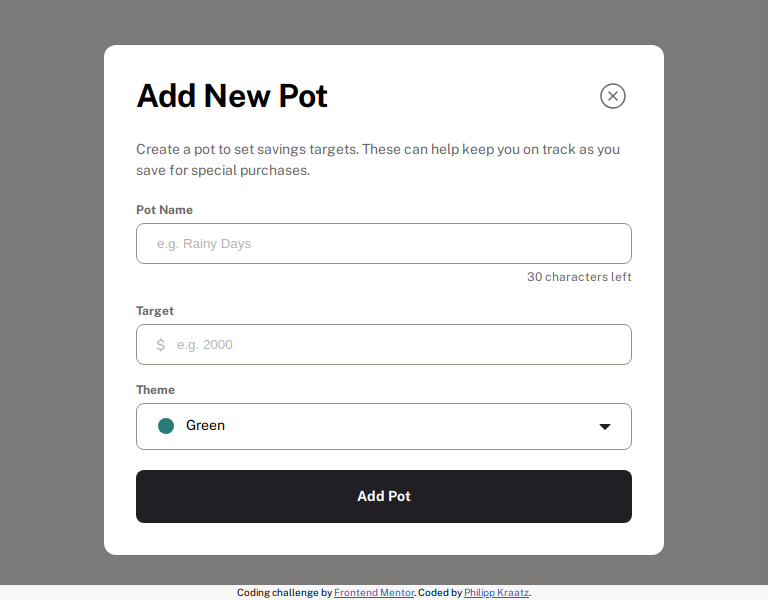 Add New Pot
Create a pot to set savings targets. These can help keep you on track as you
save for special purchases.
Pot Name
e.g. Rainy Days
30 characters left
Target
$ e.g. 2000
Theme
Green
Add Pot
Coding challenge by Frontend Mentor. Coded by Philipp Kraatz.